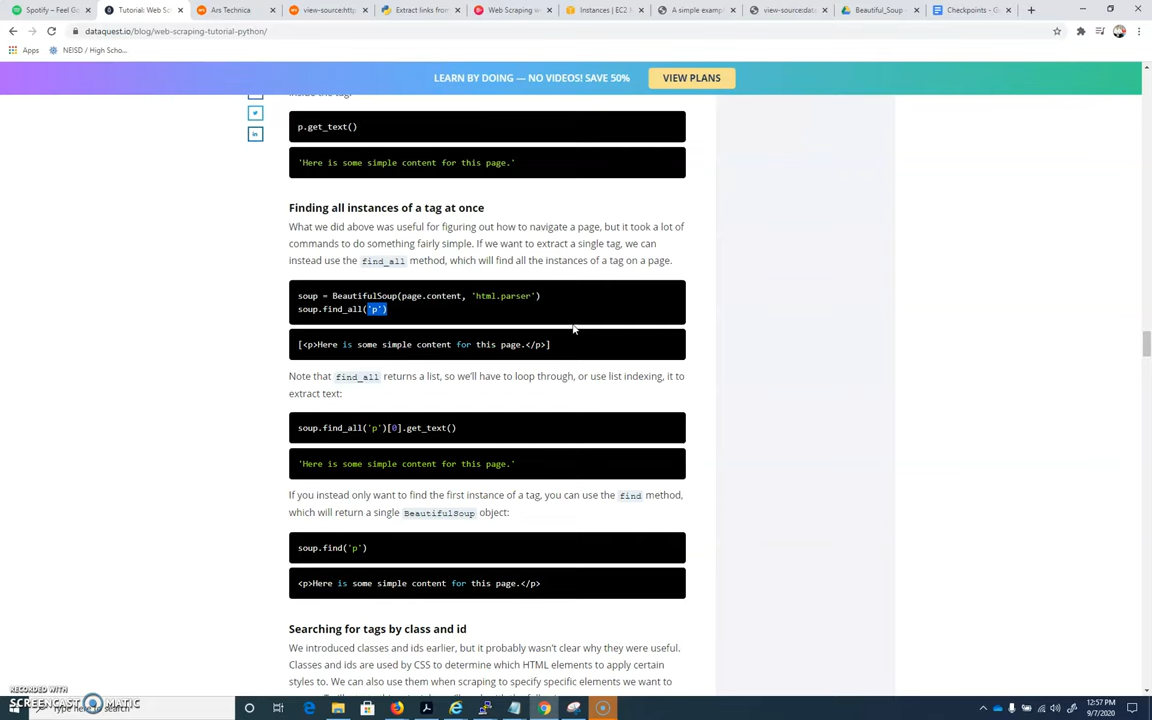 Spotify – Feel Go
Tutorial: Web Scr
Ars Technica
view-source:http
Extract links from
Web Scraping w
Instances | EC2 M
A simple examp
view-source:data
Beautiful_Soup
Checkpoints - G
dataquest.io/blog/web-scraping-tutorial-python/
Apps
NEISD / High Scho...
LEARN BY DOING — NO VIDEOS! SAVE 50%
VIEW PLANS
inside the tag:
p.get_text()
'Here is some simple content for this page.'
Finding all instances of a tag at once
What we did above was useful for figuring out how to navigate a page, but it took a lot of
commands to do something fairly simple. If we want to extract a single tag, we can
instead use the find_all method, which will find all the instances of a tag on a page.
soup = BeautifulSoup(page.content, 'html.parser')
soup.find_all('p')
[<p>Here is some simple content for this page.</p>]
Note that find_all returns a list, so we'll have to loop through, or use list indexing, it to
extract text:
soup.find_all('p')[0].get_text()
'Here is some simple content for this page.'
If you instead only want to find the first instance of a tag, you can use the find method,
which will return a single BeautifulSoup object:
soup.find('p')
<p>Here is some simple content for this page.</p>
Searching for tags by class and id
We introduced classes and ids earlier, but it probably wasn't clear why they were useful.
Classes and ids are used by CSS to determine which HTML elements to apply certain
styles to. We can also use them when scraping to specify specific elements we want to
RECORDED WITH
SCREENCAST MATIC
Type here to search
12:57 PM
9/7/2020